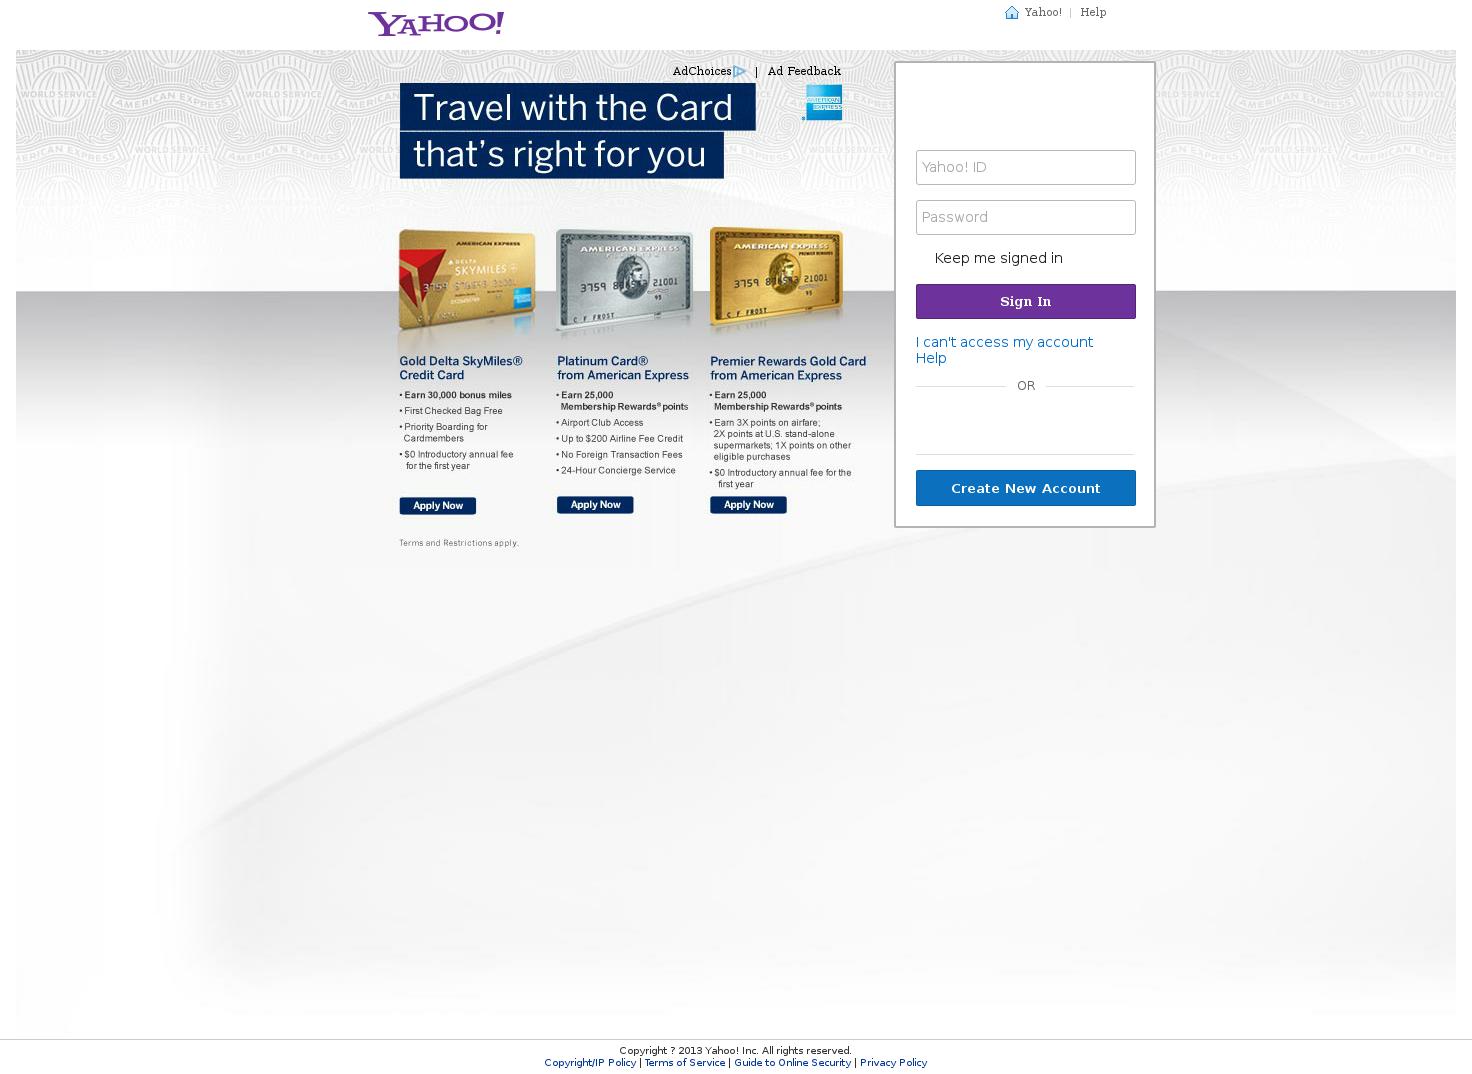 YAHOO!
Yahoo! | Help
AdChoices | Ad Feedback
Travel with the Card
that's right for you
AMERICAN EXPRESS
WORLD SERVICE
AMERICAN EXPRESS
DELTA
SKYMILES
C F FROST
AMERICAN EXPRESS
3759 876543 21001
95
C F FROST
AMERICAN EXPRESS
PREMIER REWARDS
3759 876543 21001
95
C F FROST
Gold Delta SkyMiles®
Credit Card
• Earn 30,000 bonus miles
• First Checked Bag Free
• Priority Boarding for
Cardmembers
• $0 Introductory annual fee
for the first year
Apply Now
Platinum Card®
from American Express
• Earn 25,000
Membership Rewards® points
• Airport Club Access
• Up to $200 Airline Fee Credit
• No Foreign Transaction Fees
• 24-Hour Concierge Service
Apply Now
Premier Rewards Gold Card
from American Express
• Earn 25,000
Membership Rewards® points
• Earn 3X points on airfare;
2X points at U.S. stand-alone
supermarkets; 1X points on other
eligible purchases
• $0 Introductory annual fee for the
first year
Apply Now
Terms and Restrictions apply.
Yahoo! ID
Password
Keep me signed in
Sign In
I can't access my account
Help
OR
Create New Account
Copyright ? 2013 Yahoo! Inc. All rights reserved.
Copyright/IP Policy | Terms of Service | Guide to Online Security | Privacy Policy